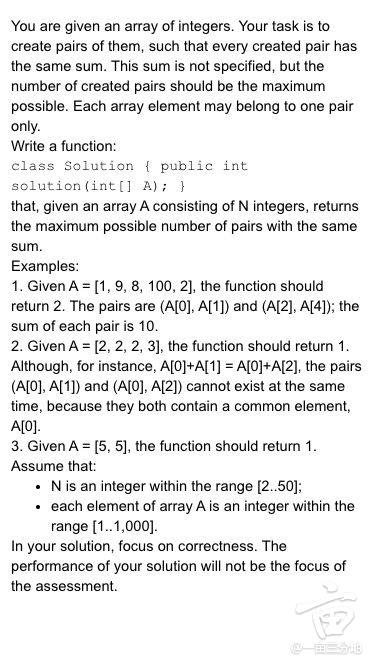 You are given an array of integers. Your task is to
create pairs of them, such that every created pair has
the same sum. This sum is not specified, but the
number of created pairs should be the maximum
possible. Each array element may belong to one pair
only.
Write a function:
class Solution { public int
solution(int[] A); }
that, given an array A consisting of N integers, returns
the maximum possible number of pairs with the same
sum.
Examples:
1. Given A = [1, 9, 8, 100, 2], the function should
return 2. The pairs are (A[0], A[1]) and (A[2], A[4]); the
sum of each pair is 10.
2. Given A = [2, 2, 2, 3], the function should return 1.
Although, for instance, A[0]+A[1] = A[0]+A[2], the pairs
(A[0], A[1]) and (A[0], A[2]) cannot exist at the same
time, because they both contain a common element,
A[0].
3. Given A = [5, 5], the function should return 1.
Assume that:
• N is an integer within the range [2..50];
• each element of array A is an integer within the
range [1..1,000].
In your solution, focus on correctness. The
performance of your solution will not be the focus of
the assessment.
@一亩三分地